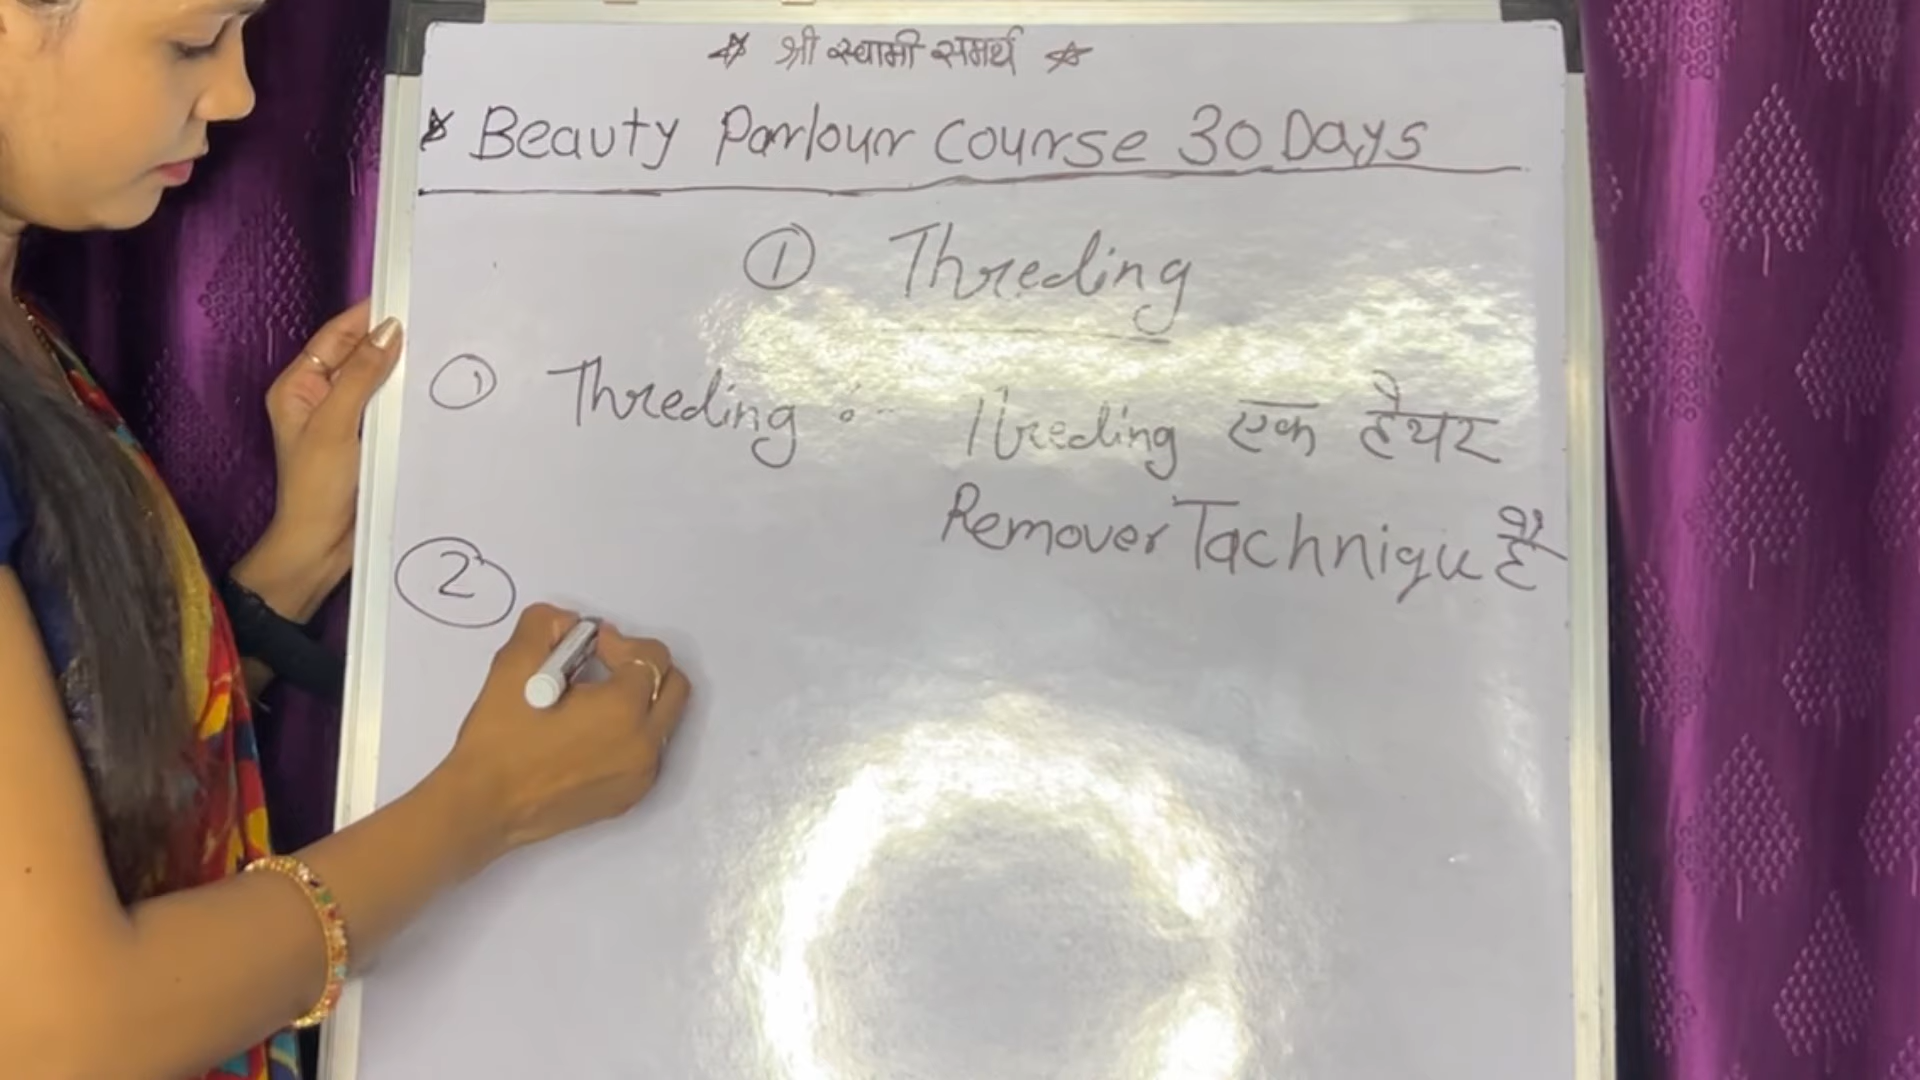 ☆ श्री स्वामी समर्थ ☆
☆ Beauty Parlour Course 30 Days
① Threding
① Threding :- Threding एक हैयर
Remover Tachniqu है
②